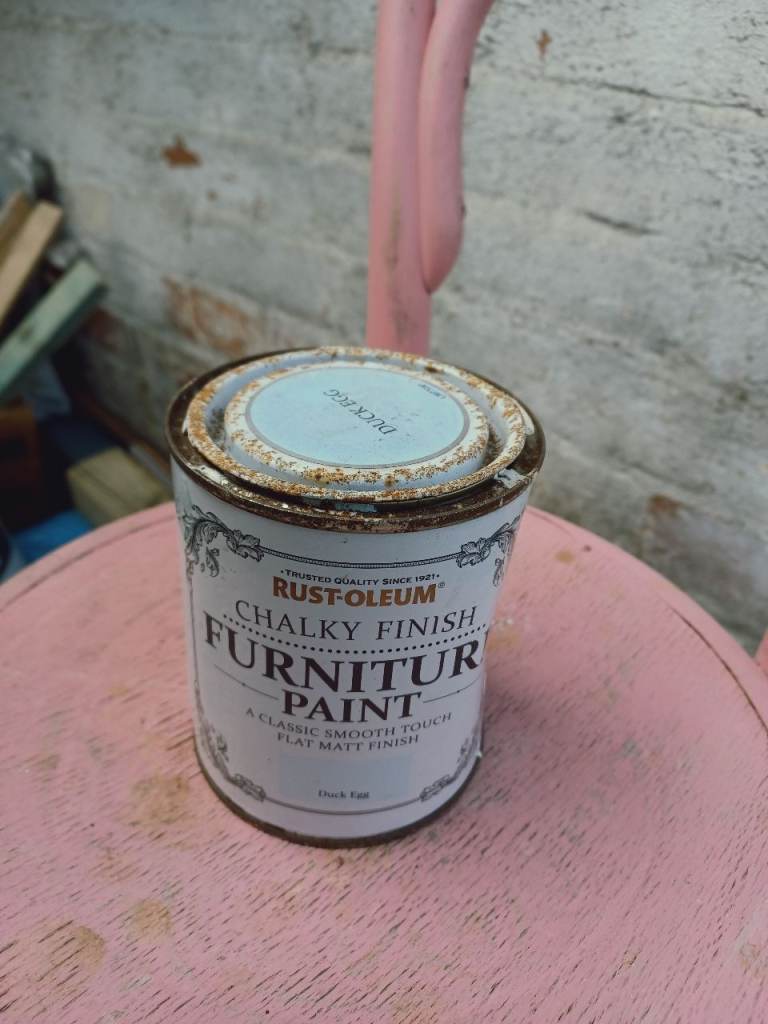 DUCK EGG
•TRUSTED QUALITY SINCE 1921•
RUST-OLEUM®
CHALKY FINISH
FURNITURE
PAINT
A CLASSIC SMOOTH TOUCH
FLAT MATT FINISH
Duck Egg